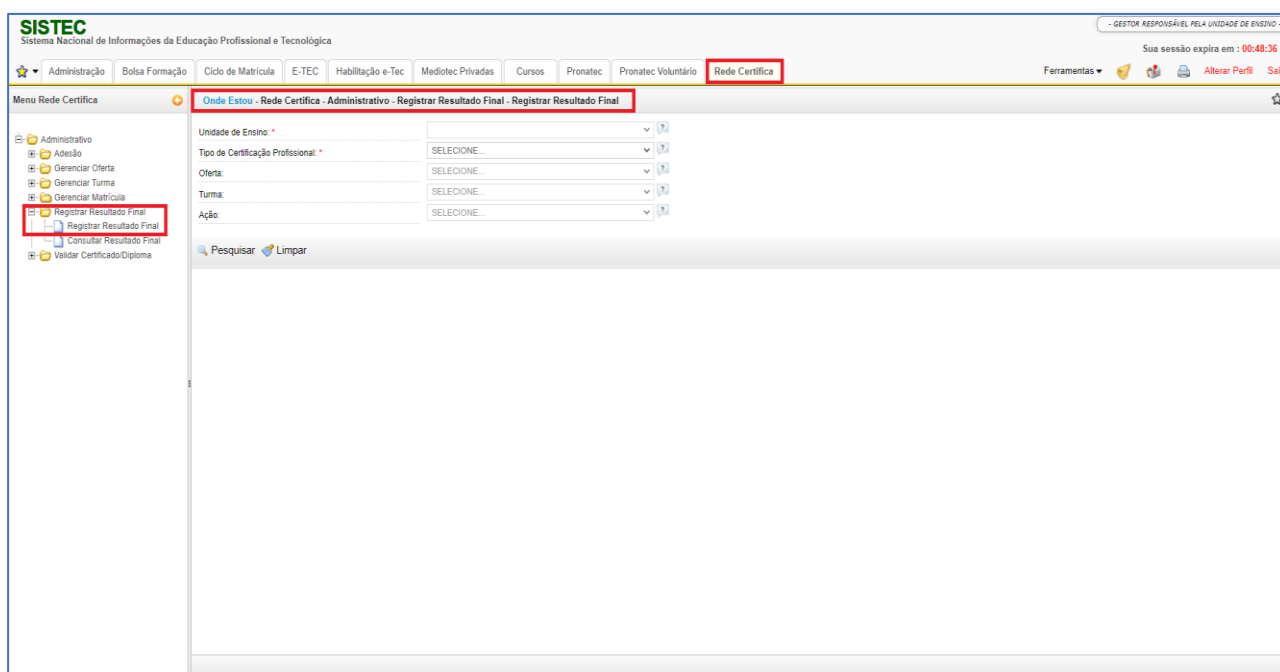 SISTEC
Sistema Nacional de Informações da Educação Profissional e Tecnológica
- GESTOR RESPONSÁVEL PELA UNIDADE DE ENSINO -
Sua sessão expira em : 00:48:36
Administração Bolsa Formação Ciclo de Matrícula E-TEC Habilitação e-Tec Mediotec Privadas Cursos Pronatec Pronatec Voluntário Rede Certifica
Ferramentas Alterar Perfil Sai
Menu Rede Certifica
Onde Estou - Rede Certifica - Administrativo - Registrar Resultado Final - Registrar Resultado Final
Administrativo
Adesão
Gerenciar Oferta
Gerenciar Turma
Gerenciar Matrícula
Registrar Resultado Final
Registrar Resultado Final
Consultar Resultado Final
Validar Certificado/Diploma
Unidade de Ensino: *
Tipo de Certificação Profissional: * SELECIONE...
Oferta: SELECIONE...
Turma: SELECIONE...
Ação: SELECIONE...
Pesquisar Limpar